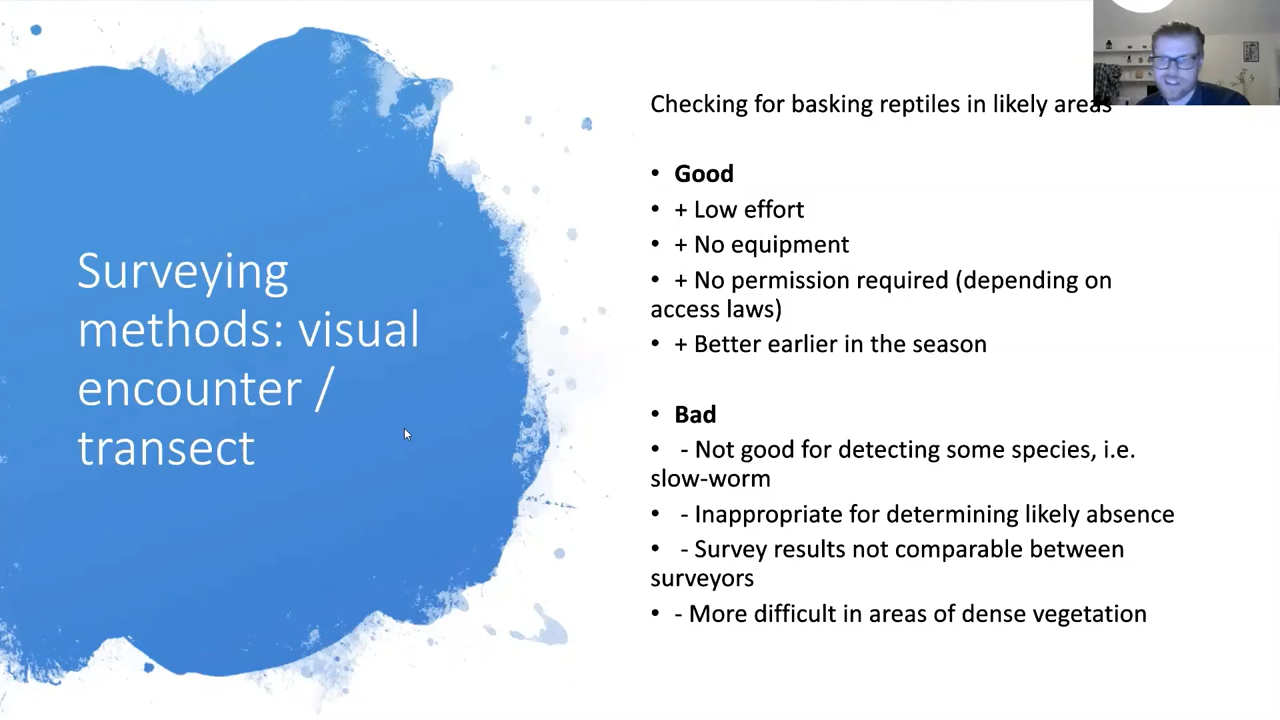 Surveying
methods: visual
encounter /
transect
Checking for basking reptiles in likely areas
• Good
• + Low effort
• + No equipment
• + No permission required (depending on
access laws)
• + Better earlier in the season
• Bad
• - Not good for detecting some species, i.e.
slow-worm
• - Inappropriate for determining likely absence
• - Survey results not comparable between
surveyors
• - More difficult in areas of dense vegetation